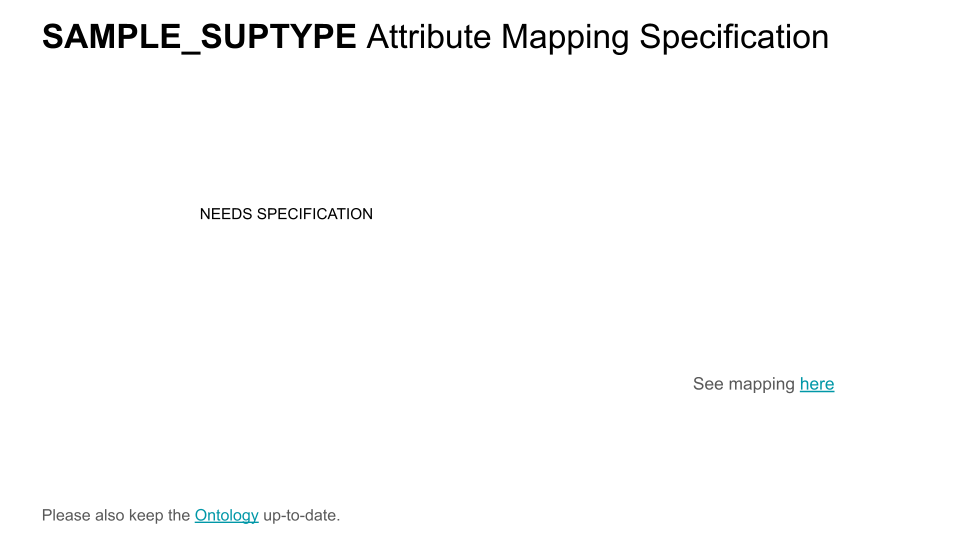 SAMPLE_SUPTYPE Attribute Mapping Specification
NEEDS SPECIFICATION
See mapping here
Please also keep the Ontology up-to-date.